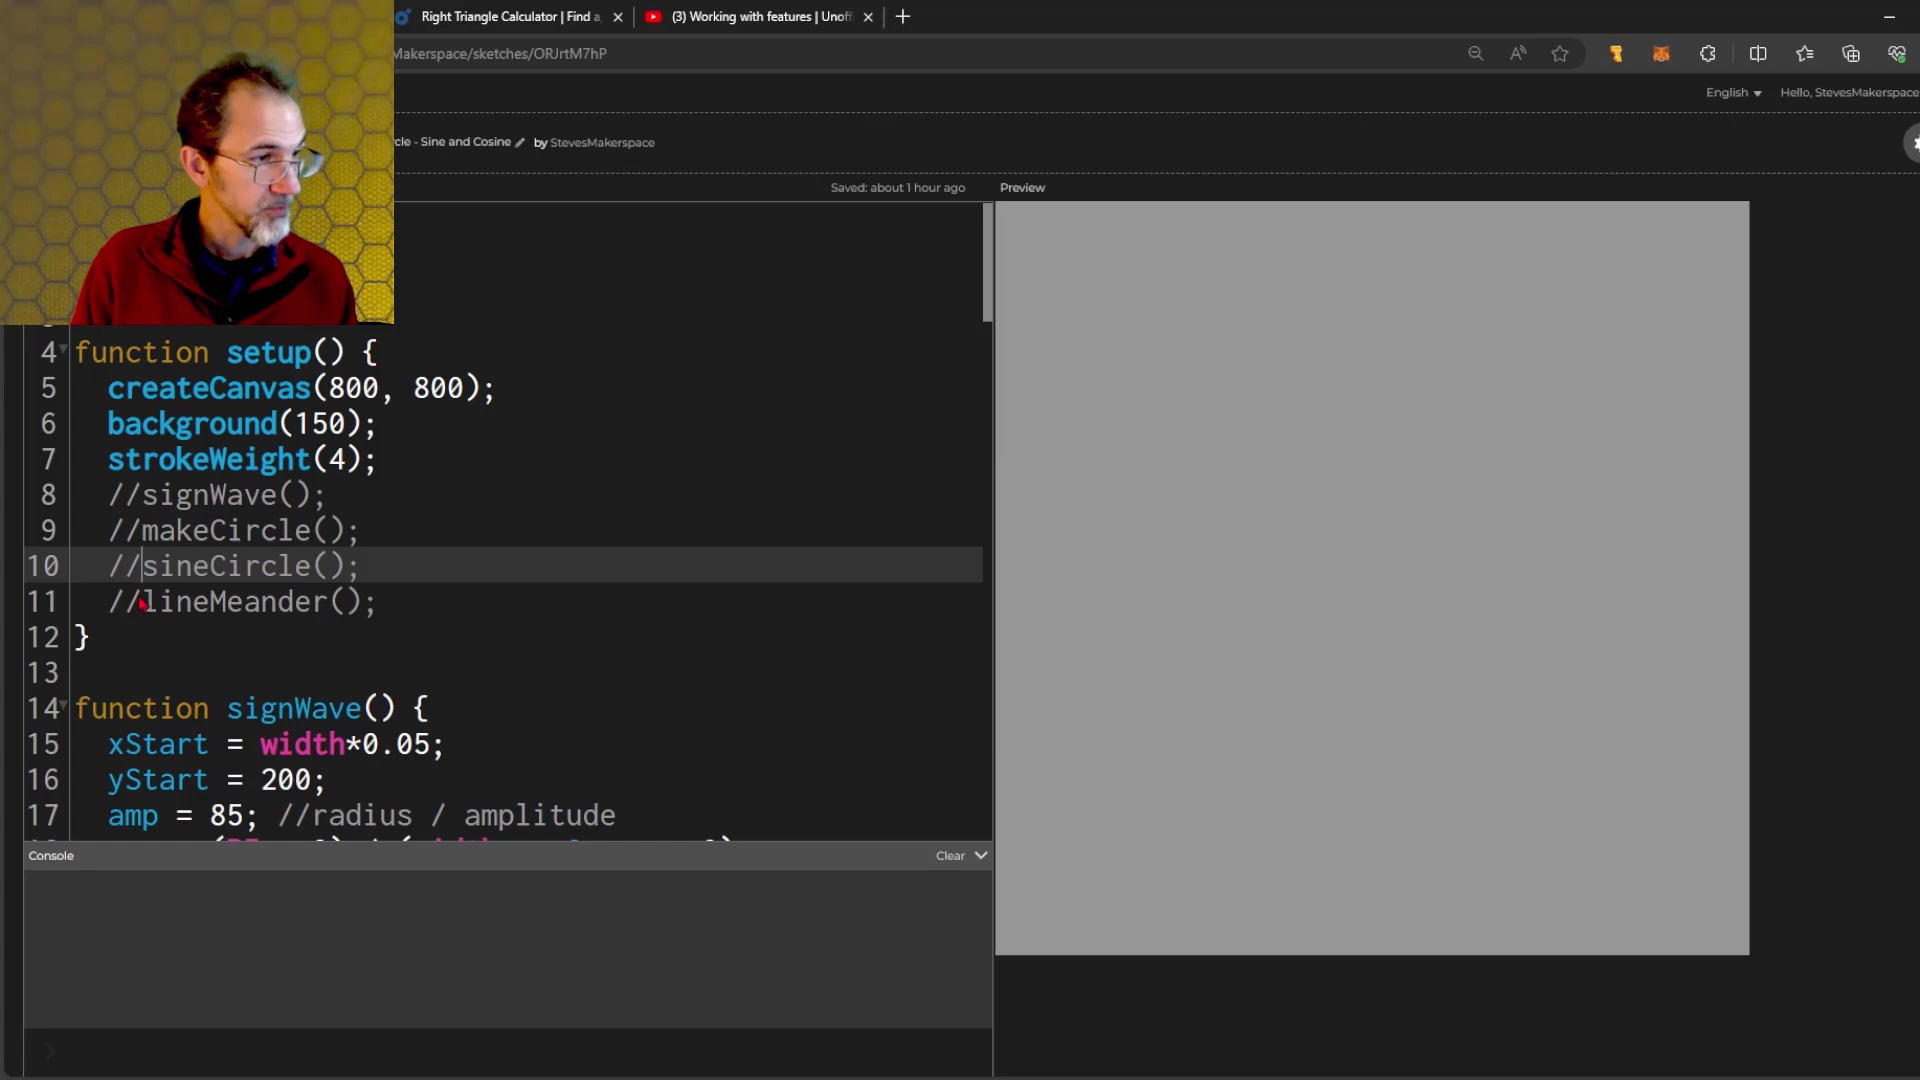 Right Triangle Calculator | Find a
(3) Working with features | Unoff
Makerspace/sketches/ORJrtM7hP
English
Hello, StevesMakerspace
cle - Sine and Cosine by StevesMakerspace
Saved: about 1 hour ago
Preview
4 function setup() {
5 createCanvas(800, 800);
6 background(150);
7 strokeWeight(4);
8 //signWave();
9 //makeCircle();
10 //sineCircle();
11 //lineMeander();
12 }
13
14 function signWave() {
15 xStart = width*0.05;
16 yStart = 200;
17 amp = 85; //radius / amplitude
Console
Clear